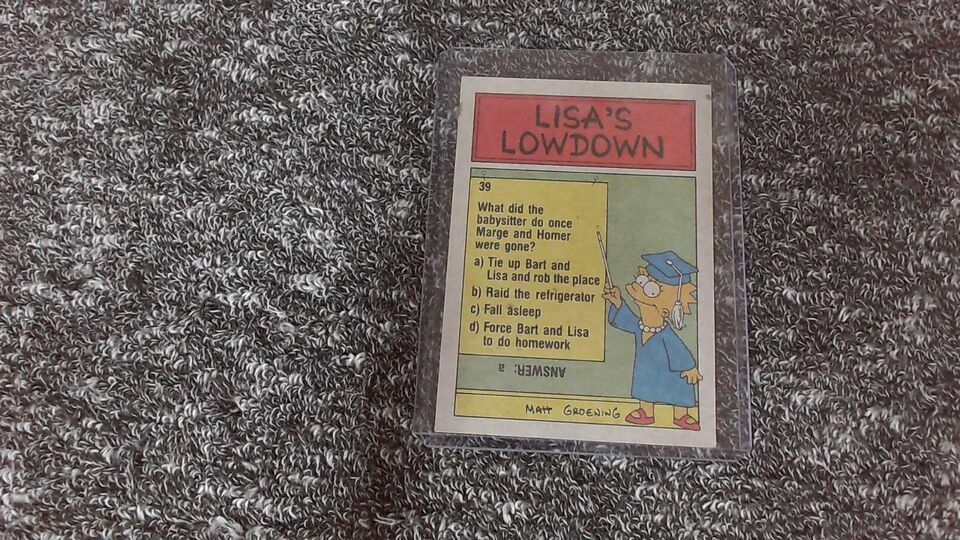 LISA'S
LOWDOWN
39
What did the
babysitter do once
Marge and Homer
were gone?
a) Tie up Bart and
Lisa and rob the place
b) Raid the refrigerator
c) Fall asleep
d) Force Bart and Lisa
to do homework
ANSWER: a
MATT GROENING